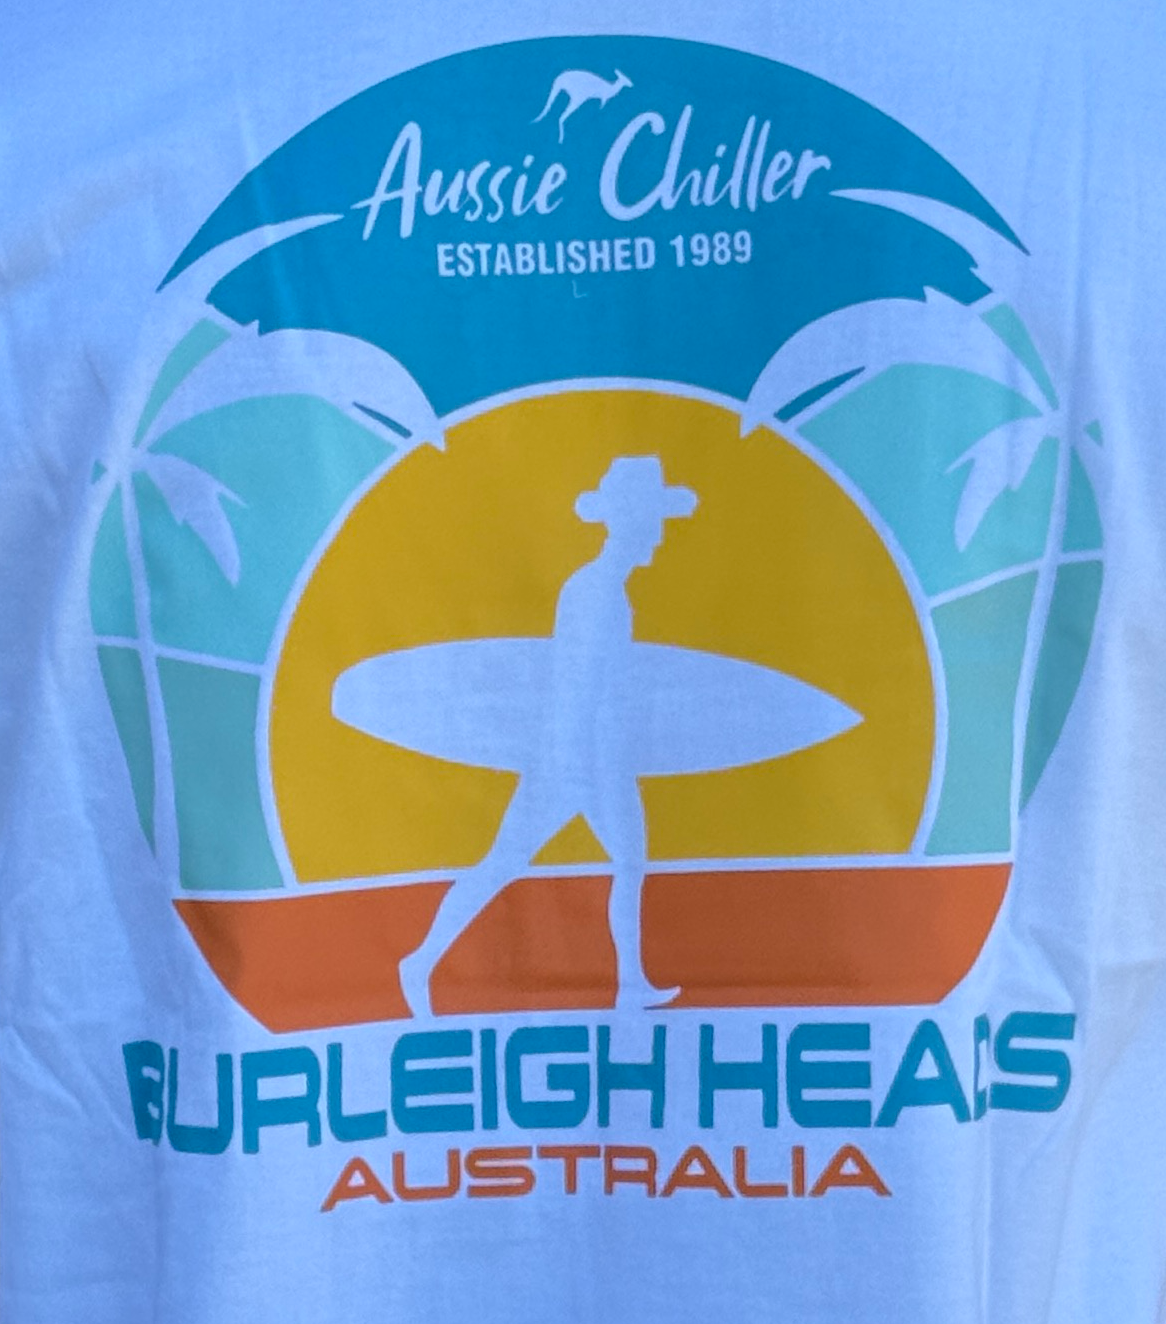 Aussie Chiller
ESTABLISHED 1989
BURLEIGH HEADS
AUSTRALIA